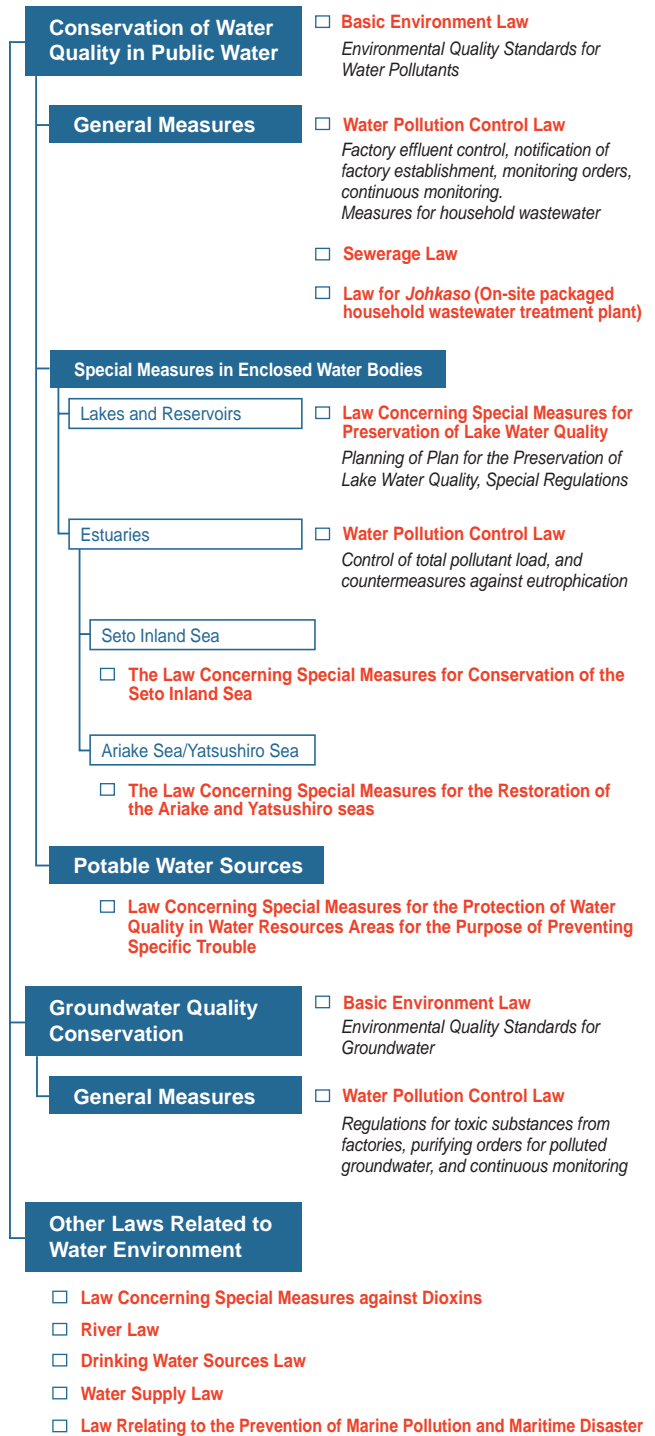 Conservation of Water
Quality in Public Water
☐ Basic Environment Law
Environmental Quality Standards for
Water Pollutants
General Measures
☐ Water Pollution Control Law
Factory effluent control, notification of
factory establishment, monitoring orders,
continuous monitoring.
Measures for household wastewater
☐ Sewerage Law
☐ Law for Johkaso (On-site packaged
household wastewater treatment plant)
Special Measures in Enclosed Water Bodies
Lakes and Reservoirs
☐ Law Concerning Special Measures for
Preservation of Lake Water Quality
Planning of Plan for the Preservation of
Lake Water Quality, Special Regulations
Estuaries
☐ Water Pollution Control Law
Control of total pollutant load, and
countermeasures against eutrophication
Seto Inland Sea
☐ The Law Concerning Special Measures for Conservation of the
Seto Inland Sea
Ariake Sea/Yatsushiro Sea
☐ The Law Concerning Special Measures for the Restoration of
the Ariake and Yatsushiro seas
Potable Water Sources
☐ Law Concerning Special Measures for the Protection of Water
Quality in Water Resources Areas for the Purpose of Preventing
Specific Trouble
Groundwater Quality
Conservation
☐ Basic Environment Law
Environmental Quality Standards for
Groundwater
General Measures
☐ Water Pollution Control Law
Regulations for toxic substances from
factories, purifying orders for polluted
groundwater, and continuous monitoring
Other Laws Related to
Water Environment
☐ Law Concerning Special Measures against Dioxins
☐ River Law
☐ Drinking Water Sources Law
☐ Water Supply Law
☐ Law Rrelating to the Prevention of Marine Pollution and Maritime Disaster